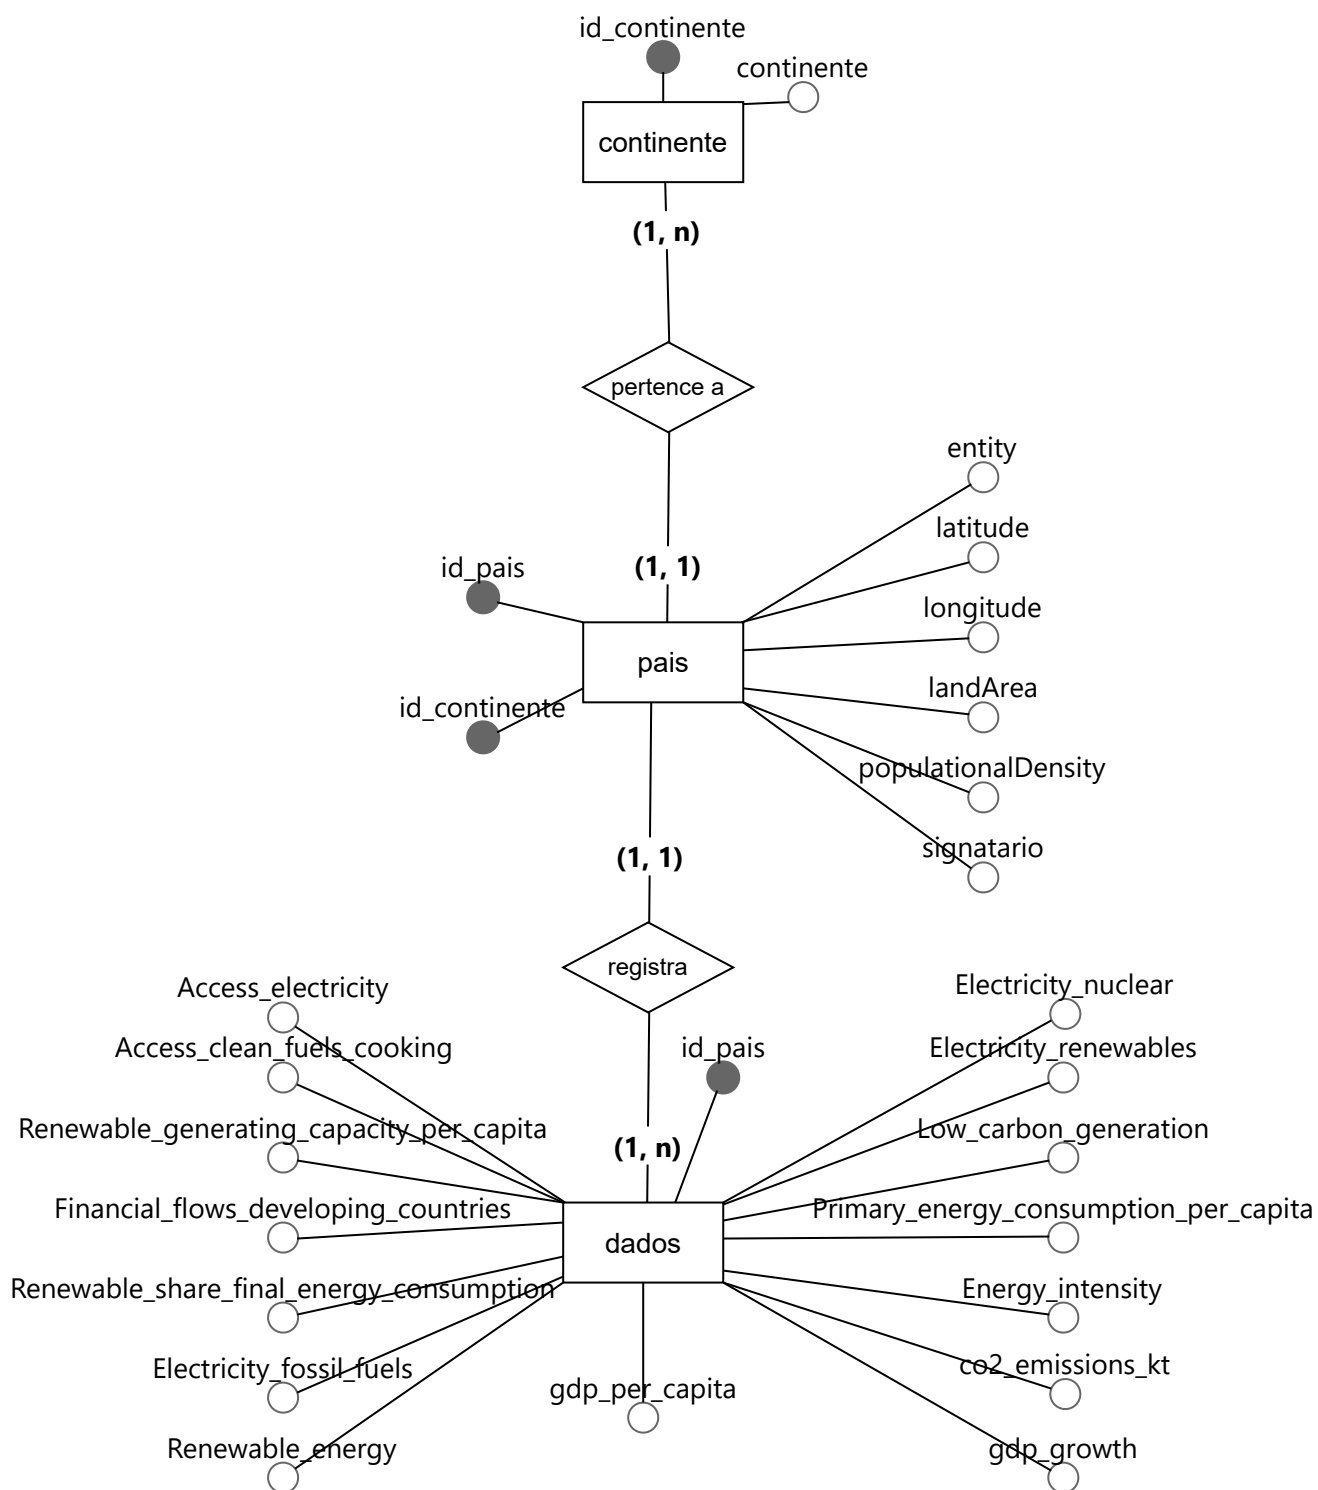 id_continente
continente
continente
(1, n)
pertence a
entity
latitude
(1, 1)
id_pais
longitude
pais
landArea
id_continente
populationalDensity
signatario
(1, 1)
registra
Access_electricity
Electricity_nuclear
Access_clean_fuels_cooking
id_pais
Electricity_renewables
Renewable_generating_capacity_per_capita
(1, n)
Low_carbon_generation
Financial_flows_developing_countries
Primary_energy_consumption_per_capita
dados
Renewable_share_final_energy_consumption
Energy_intensity
Electricity_fossil_fuels
co2_emissions_kt
gdp_per_capita
Renewable_energy
gdp_growth